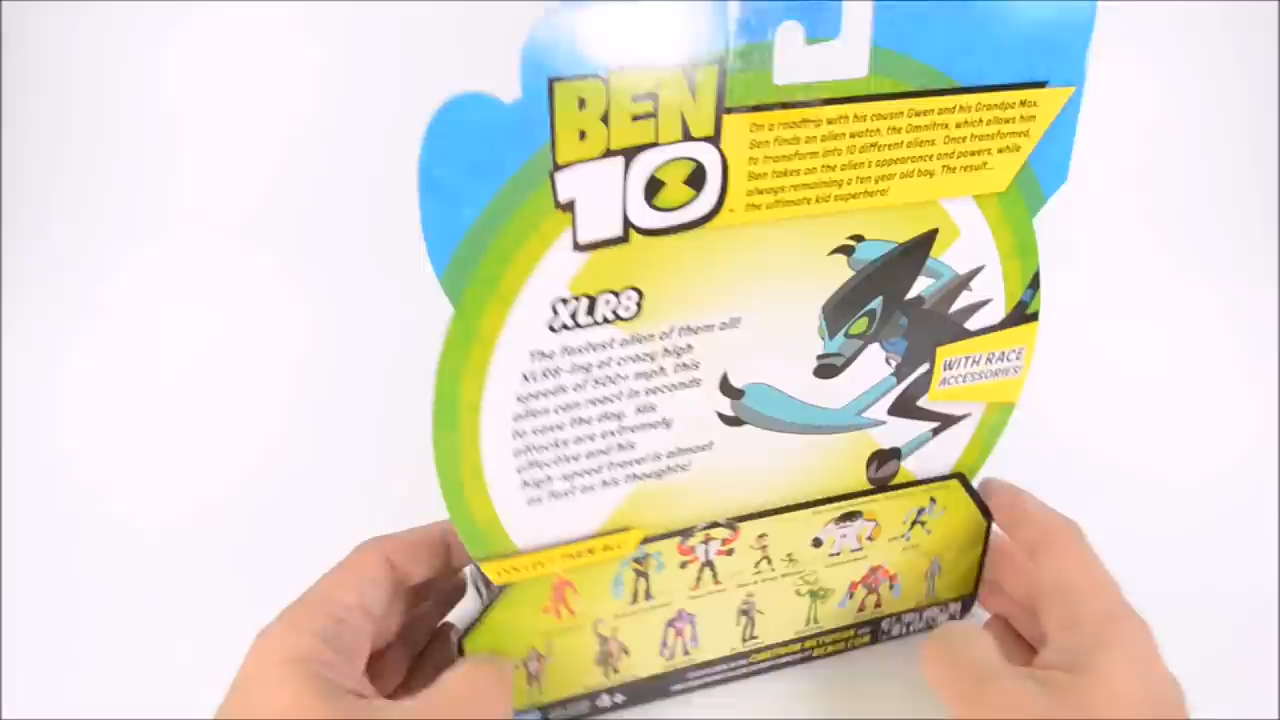 BEN
10
On a roadtrip with his cousin Gwen and his Grandpa Max,
Ben finds an alien watch, the Omnitrix, which allows him
to transform into 10 different aliens. Once transformed,
Ben takes on the alien's appearance and powers, while
always remaining a ten year old boy. The result...
the ultimate kid superhero!
XLR8
The fastest alien of them all!
XLR8-ing at crazy high
speeds of 500+ mph, this
alien can react in seconds
to save the day. His
attacks are extremely
effective and his
high-speed travel is almost
as fast as his thoughts!
WITH RACE
ACCESSORIES!
CARTOON NETWORK
BEN10.COM
4+